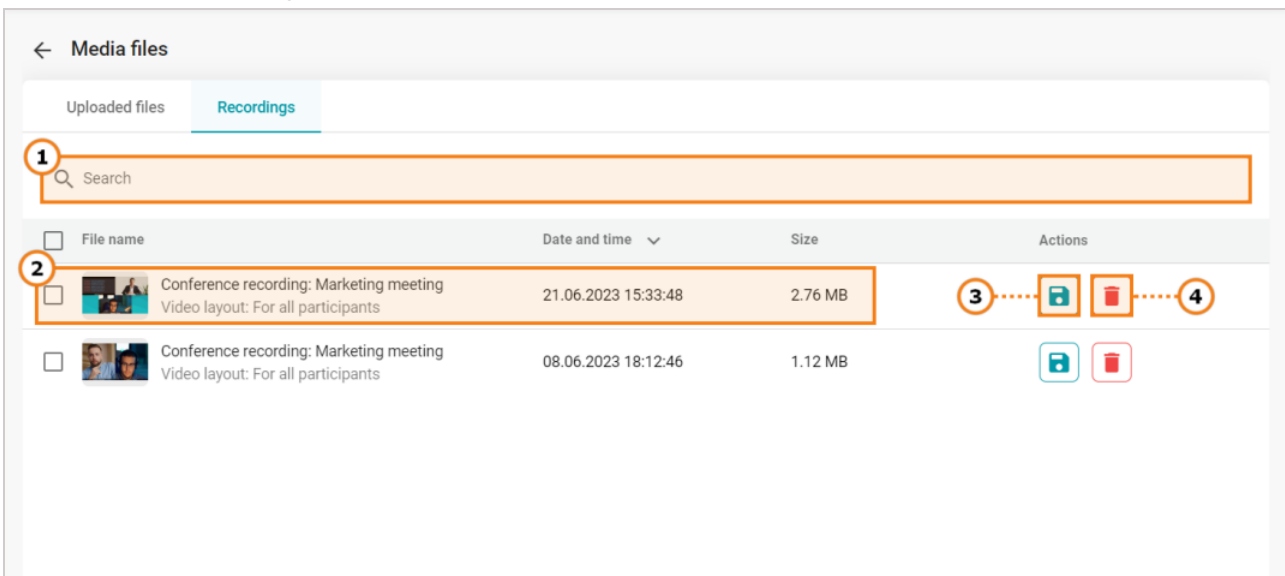 Media files
Uploaded files Recordings
1
Search
File name Date and time Size Actions
2
Conference recording: Marketing meeting
Video layout: For all participants
21.06.2023 15:33:48 2.76 MB
3 4
Conference recording: Marketing meeting
Video layout: For all participants
08.06.2023 18:12:46 1.12 MB